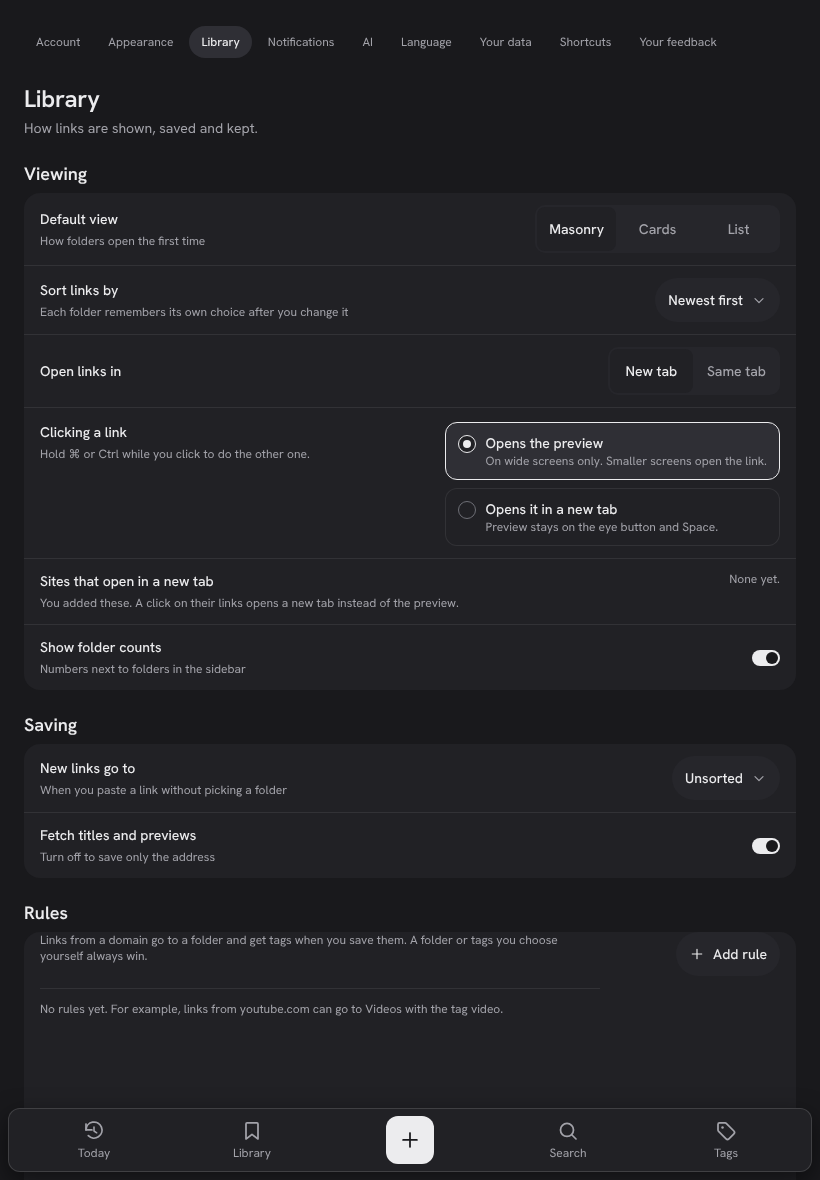 Account Appearance Library Notifications AI Language Your data Shortcuts Your feedback
Library
How links are shown, saved and kept.
Viewing
Default view
How folders open the first time
Masonry Cards List
Sort links by
Each folder remembers its own choice after you change it
Newest first
Open links in
New tab Same tab
Clicking a link
Hold ⌘ or Ctrl while you click to do the other one.
Opens the preview
On wide screens only. Smaller screens open the link.
Opens it in a new tab
Preview stays on the eye button and Space.
Sites that open in a new tab
You added these. A click on their links opens a new tab instead of the preview.
None yet.
Show folder counts
Numbers next to folders in the sidebar
Saving
New links go to
When you paste a link without picking a folder
Unsorted
Fetch titles and previews
Turn off to save only the address
Rules
Links from a domain go to a folder and get tags when you save them. A folder or tags you choose
yourself always win.
Add rule
No rules yet. For example, links from youtube.com can go to Videos with the tag video.
Today Library Search Tags